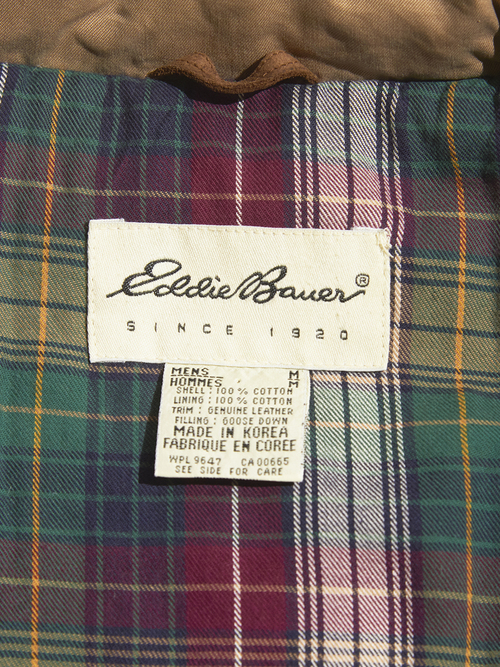 Eddie Bauer®
SINCE 1920
MENS M
HOMMES M
SHELL: 100% COTTON
LINING: 100% COTTON
TRIM: GENUINE LEATHER
FILLING: GOOSE DOWN
MADE IN KOREA
FABRIQUE EN COREE
WPL 9647 CA00665
SEE SIDE FOR CARE